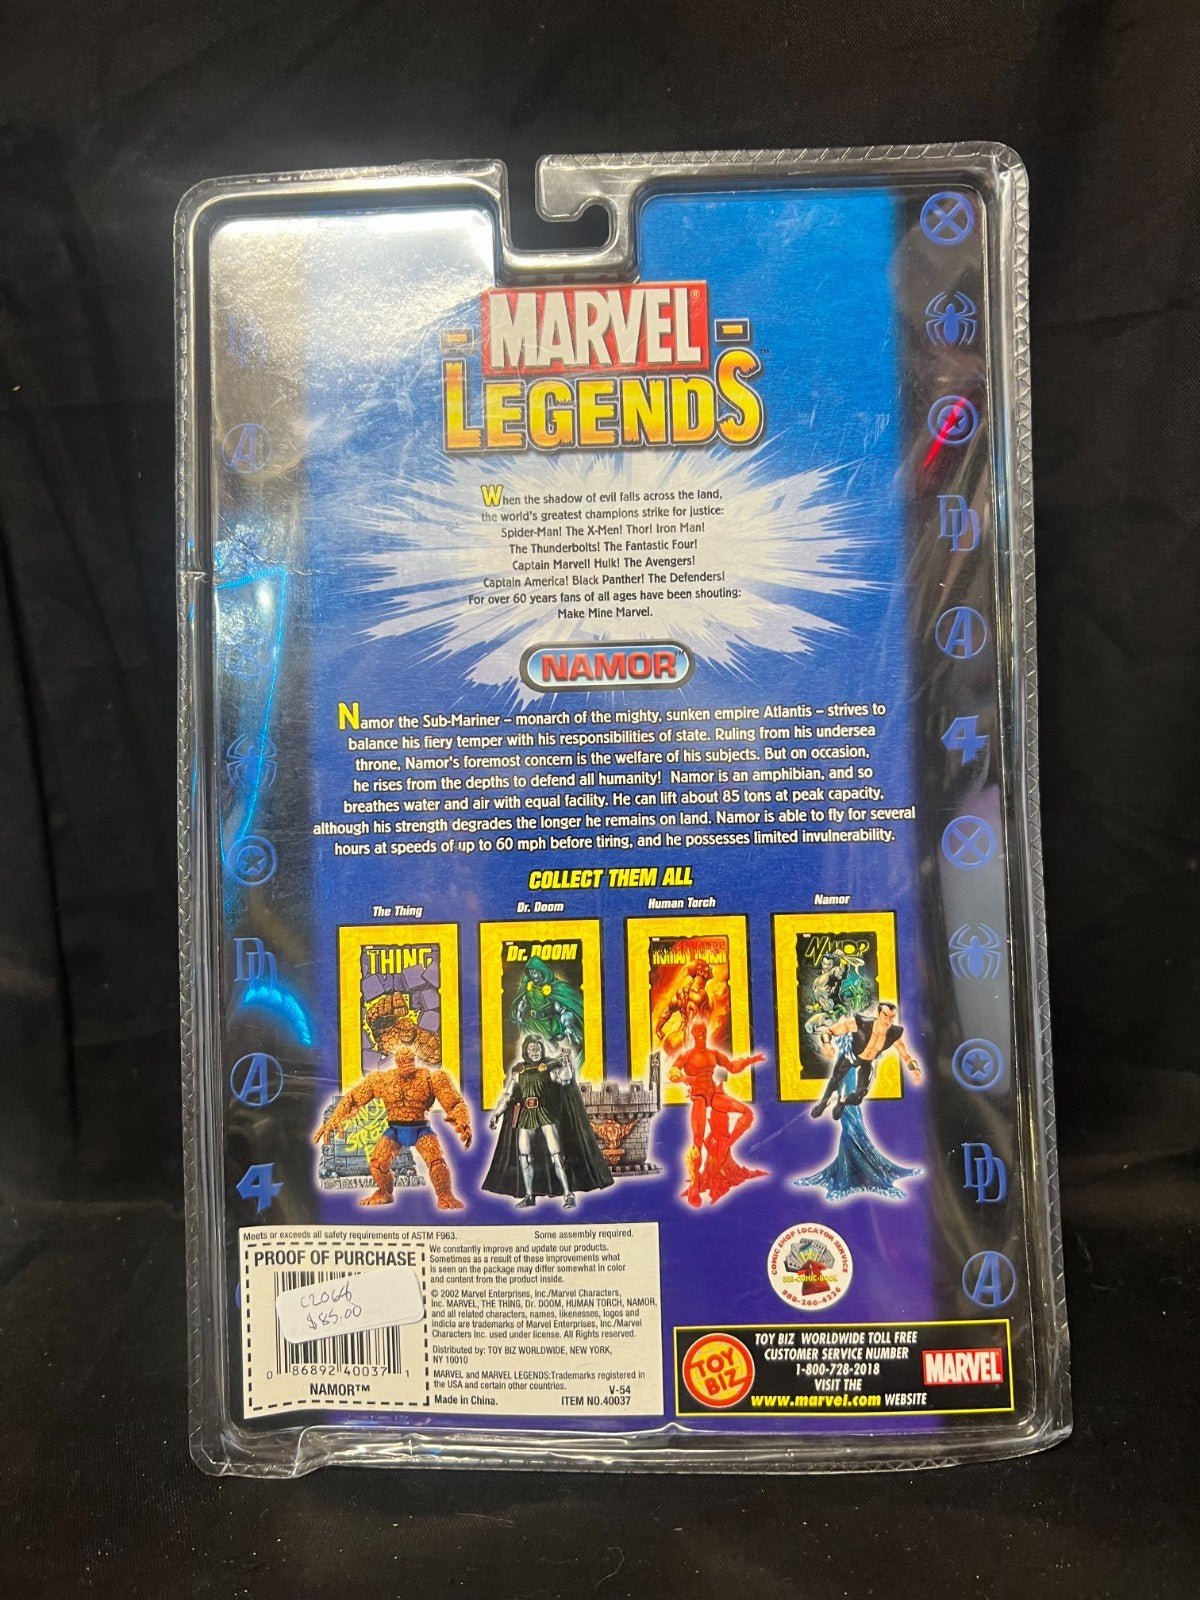 MARVEL®
LEGENDS™
When the shadow of evil falls across the land,
the world's greatest champions strike for justice:
Spider-Man! The X-Men! Thor! Iron Man!
The Thunderbolts! The Fantastic Four!
Captain Marvel! Hulk! The Avengers!
Captain America! Black Panther! The Defenders!
For over 60 years fans of all ages have been shouting:
Make Mine Marvel.
NAMOR™
Namor the Sub-Mariner – monarch of the mighty, sunken empire Atlantis – strives to
balance his fiery temper with his responsibilities of state. Ruling from his undersea
throne, Namor's foremost concern is the welfare of his subjects. But on occasion,
he rises from the depths to defend all humanity! Namor is an amphibian, and so
breathes water and air with equal facility. He can lift about 85 tons at peak capacity,
although his strength degrades the longer he remains on land. Namor is able to fly for several
hours at speeds of up to 60 mph before tiring, and he possesses limited invulnerability.
COLLECT THEM ALL
The Thing
Dr. Doom
Human Torch
Namor
THING
Dr. DOOM
HUMAN TORCH
NAMOR
Meets or exceeds all safety requirements of ASTM F963.
Some assembly required.
PROOF OF PURCHASE
C2066
$85.00
0 86892 40037 1
NAMOR™
We constantly improve and update our products.
Sometimes as a result of these improvements what
is seen on the package may differ somewhat in color
and content from the product inside.
© 2002 Marvel Enterprises, Inc./Marvel Characters,
Inc. MARVEL, THE THING, Dr. DOOM, HUMAN TORCH, NAMOR,
and all related characters, names, likenesses, logos and
indicia are trademarks of Marvel Enterprises, Inc./Marvel
Characters Inc. used under license. All Rights reserved.
Distributed by: TOY BIZ WORLDWIDE, NEW YORK,
NY 10010
MARVEL and MARVEL LEGENDS:Trademarks registered in
the USA and certain other countries.
V-54
Made in China.
ITEM NO.40037
COMIC SHOP LOCATOR SERVICE
888-COMIC-BOOK
888-266-4226
TOY BIZ
TOY BIZ WORLDWIDE TOLL FREE
CUSTOMER SERVICE NUMBER
1-800-728-2018
VISIT THE
www.marvel.com WEBSITE
MARVEL